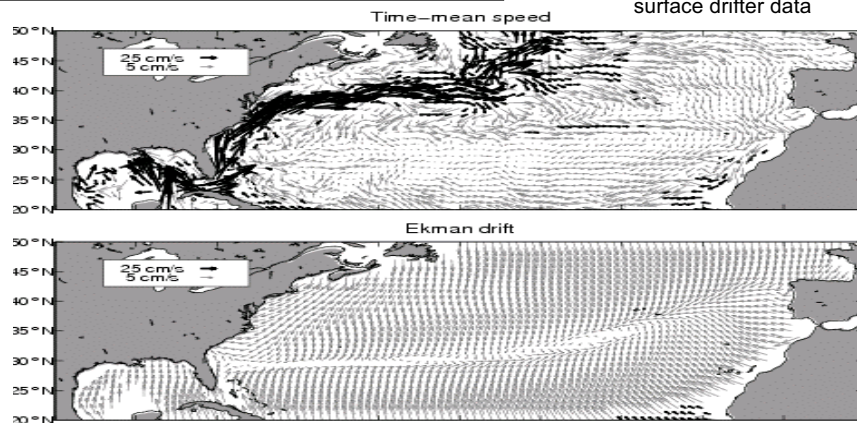 surface drifter data
Time-mean speed
50°N
45°N
40°N
35°N
30°N
25°N
20°N
25 cm/s
5 cm/s
Ekman drift
50°N
45°N
40°N
35°N
30°N
25°N
20°N
25 cm/s
5 cm/s